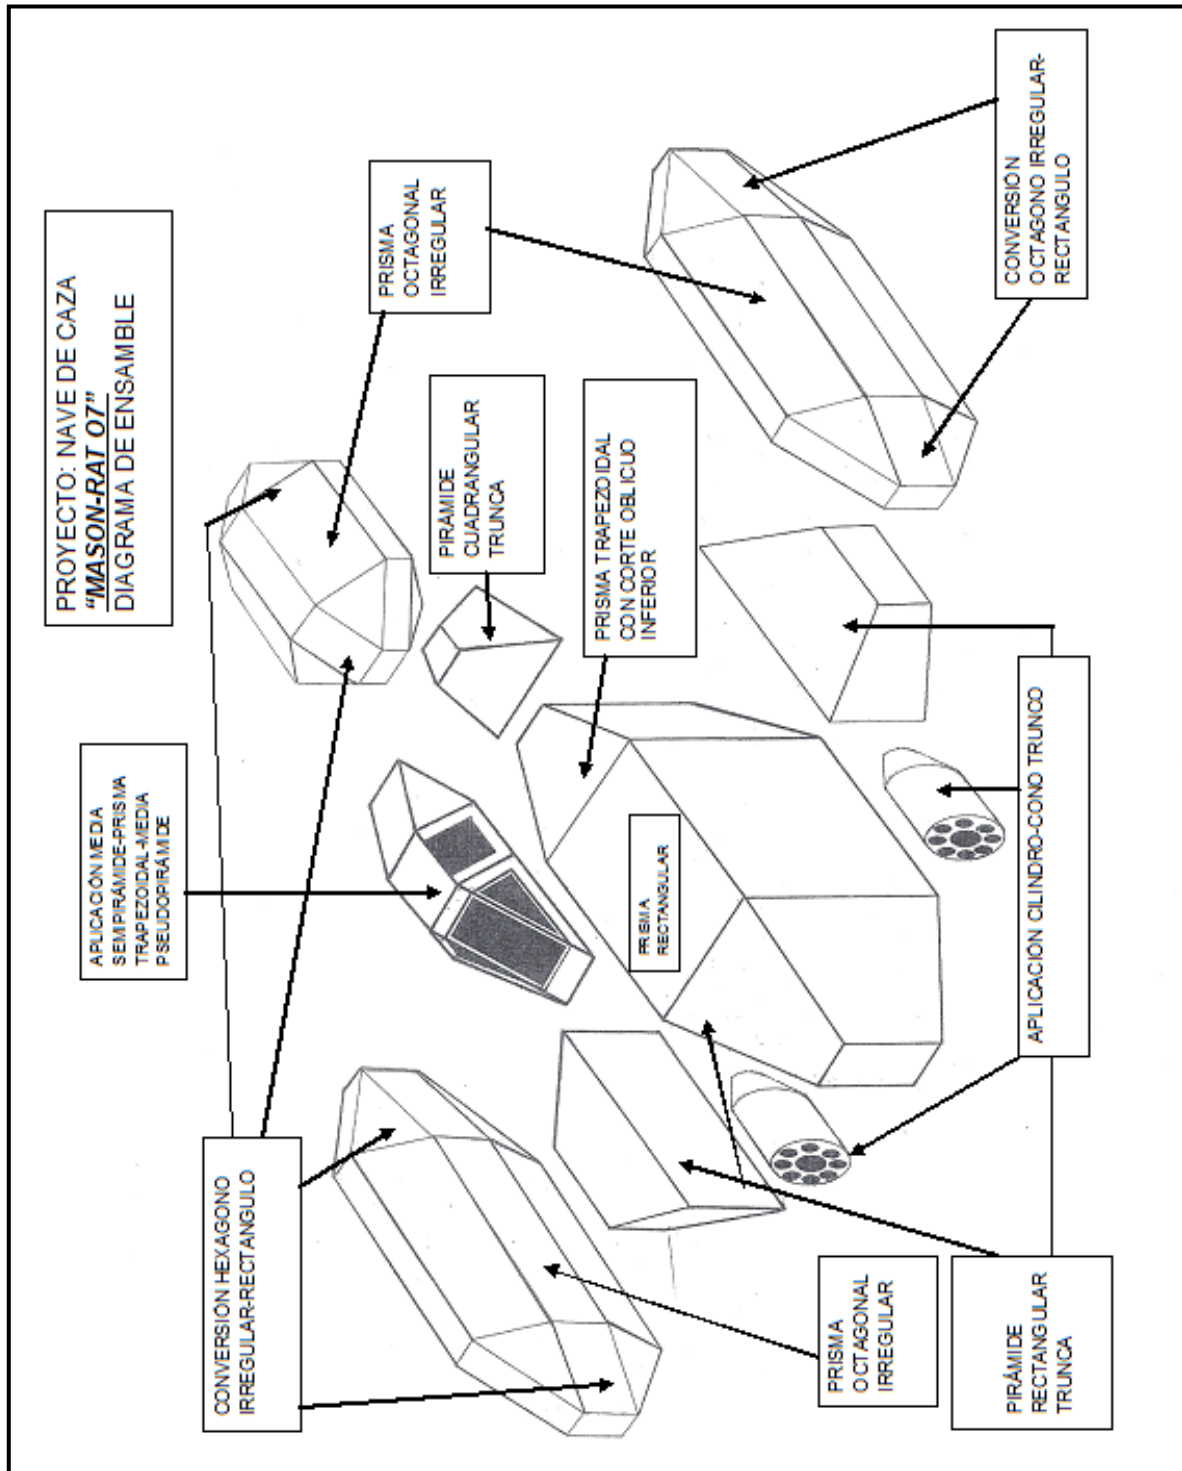 PROYECTO: NAVE DE CAZA
"MASON-RAT 07"
DIAGRAMA DE ENSAMBLE
APLICACIÓN MEDIA
SEMIPIRÁMIDE-PRISMA
TRAPEZOIDAL-MEDIA
PSEUDOPIRÁMIDE
PRISMA
OCTAGONAL
IRREGULAR
CONVERSIÓN HEXAGONO
IRREGULAR-RECTANGULO
PIRÁMIDE
CUADRANGULAR
TRUNCA
PRISMA TRAPEZOIDAL
CON CORTE OBLICUO
INFERIOR
PRISMA
RECTANGULAR
PRISMA
OCTAGONAL
IRREGULAR
PIRÁMIDE
RECTANGULAR
TRUNCA
APLICACIÓN CILINDRO-CONO TRUNCO
CONVERSIÓN
OCTAGONO IRREGULAR-
RECTÁNGULO